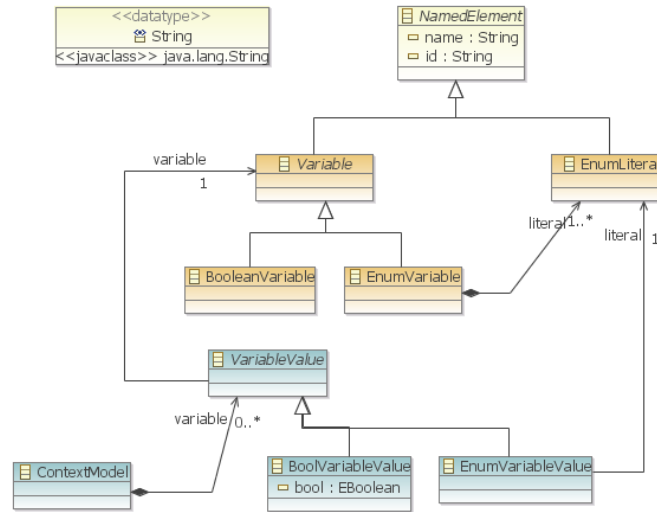 <<datatype>>
String
<<javaclass>> java.lang.String
NamedElement
name : String
id : String
variable
1
Variable
EnumLitera
literal
1..*
literal
1
BooleanVariable
EnumVariable
VariableValue
variable
0..*
ContextModel
BoolVariableValue
bool : EBoolean
EnumVariableValue